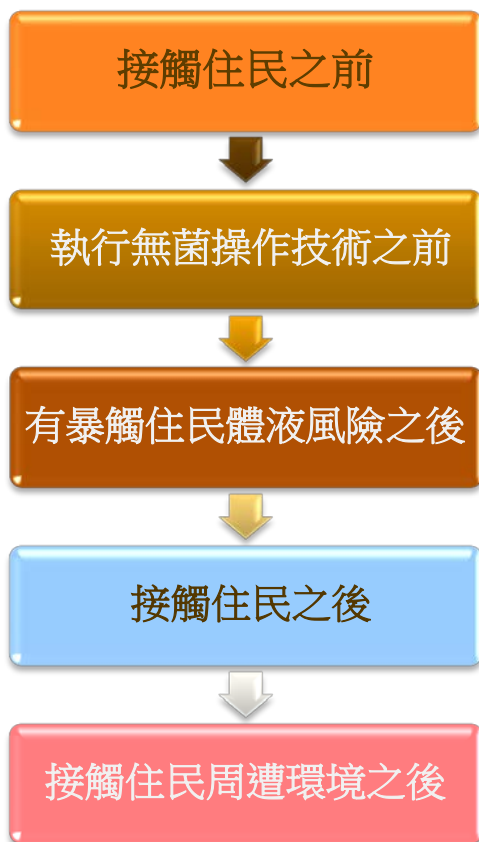 接觸住民之前
執行無菌操作技術之前
有暴觸住民體液風險之後
接觸住民之後
接觸住民周遭環境之後